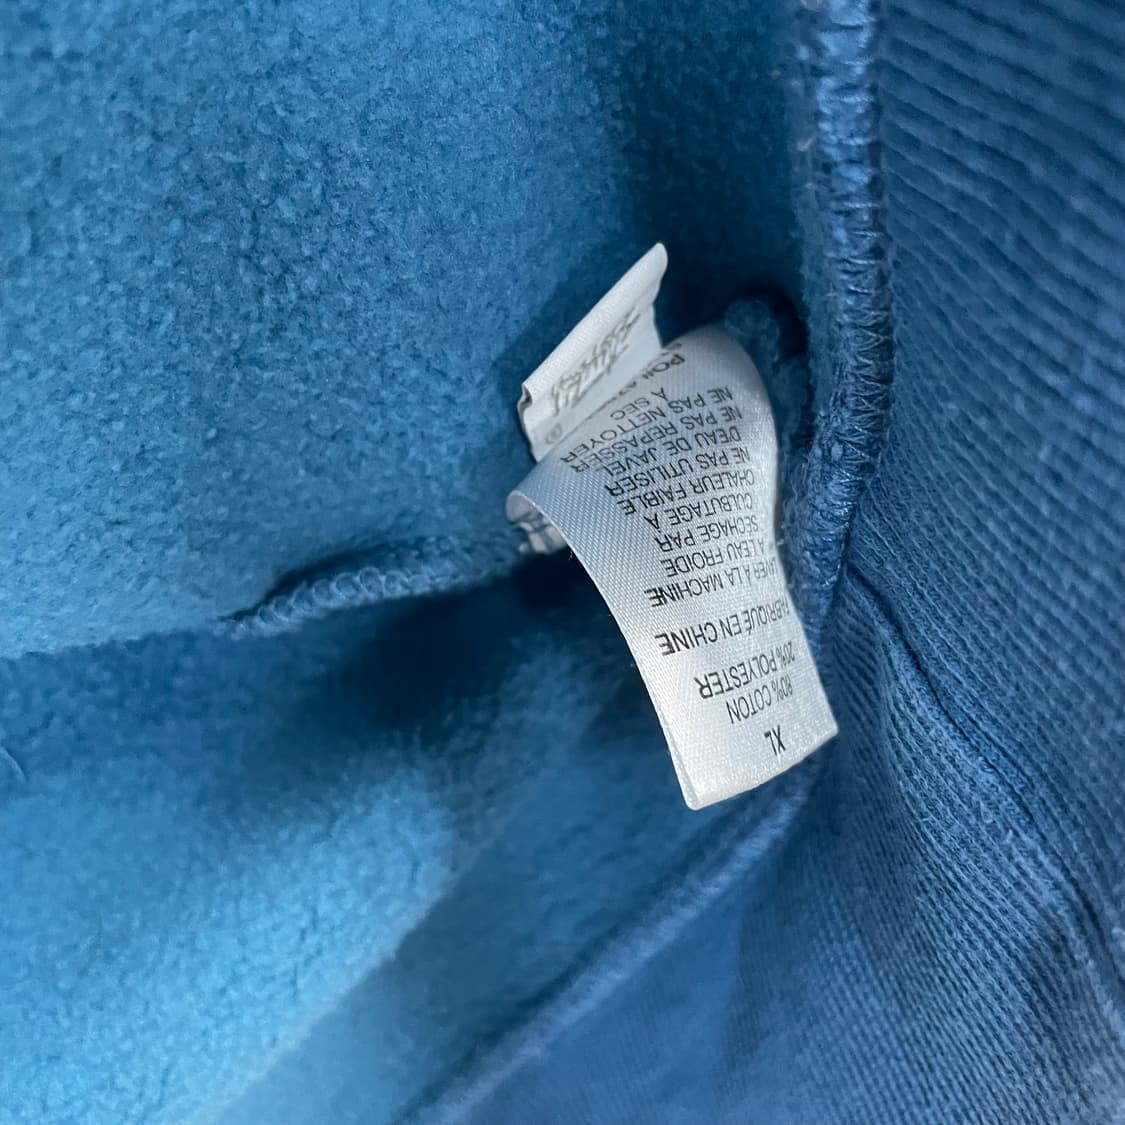 XL
80% COTON
20% POLYESTER
FABRIQUÉ EN CHINE
LAVER À LA MACHINE
À L'EAU FROIDE
SÉCHAGE PAR
CULBUTAGE À
CHALEUR FAIBLE
NE PAS UTILISER
D'EAU DE JAVEL
NE PAS REPASSER
NE PAS NETTOYER
À SEC